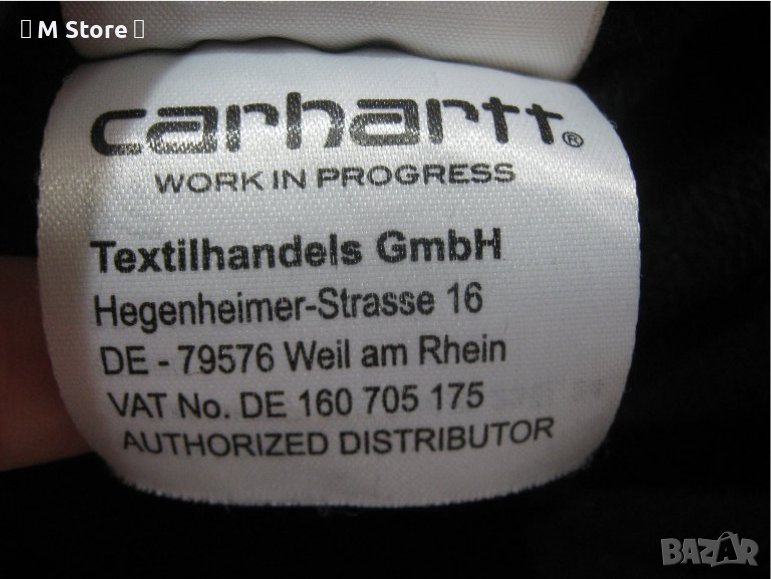 M Store
carhartt®
WORK IN PROGRESS
Textilhandels GmbH
Hegenheimer-Strasse 16
DE - 79576 Weil am Rhein
VAT No. DE 160 705 175
AUTHORIZED DISTRIBUTOR
BAZAR